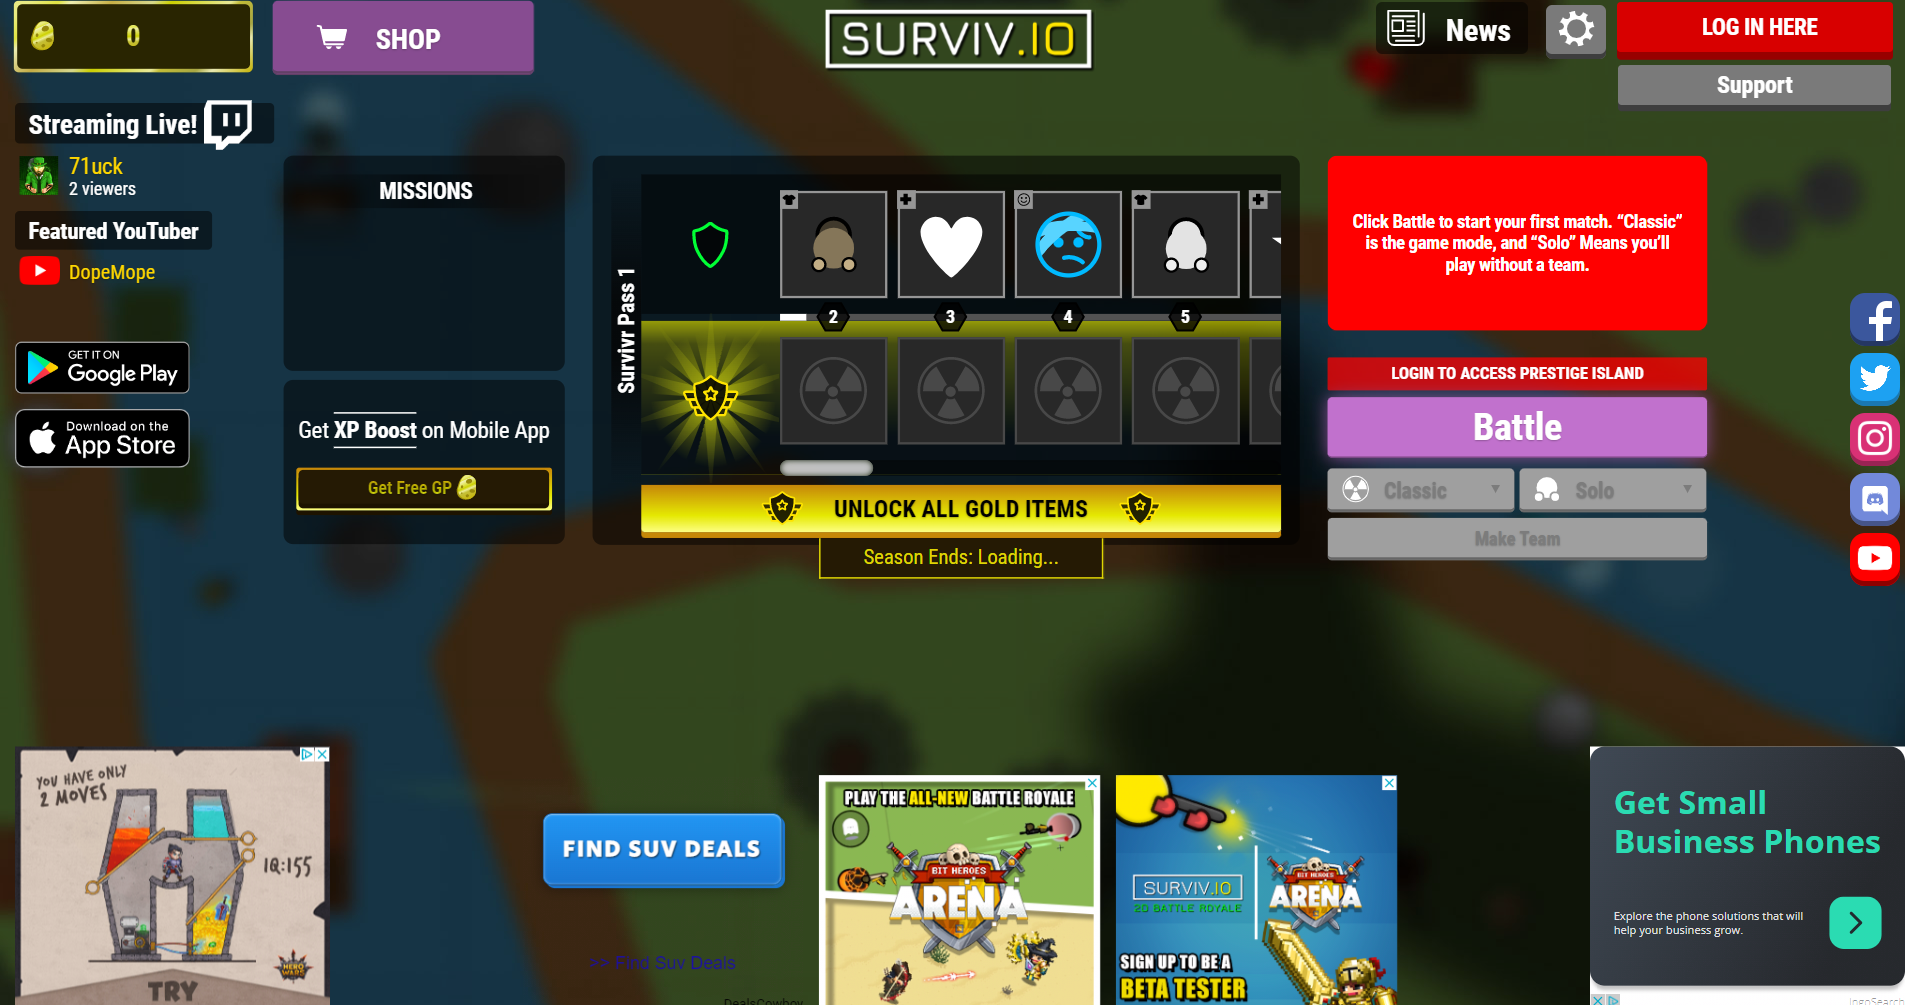 0
SHOP
SURVIV.IO
News
LOG IN HERE
Support
Streaming Live!
71uck
2 viewers
Featured YouTuber
DopeMope
GET IT ON
Google Play
Download on the
App Store
MISSIONS
Get XP Boost on Mobile App
Get Free GP
Survivr Pass 1
2
3
4
5
UNLOCK ALL GOLD ITEMS
Season Ends: Loading...
Click Battle to start your first match. “Classic”
is the game mode, and “Solo” Means you’ll
play without a team.
LOGIN TO ACCESS PRESTIGE ISLAND
Battle
Classic
Solo
Make Team
YOU HAVE ONLY
2 MOVES
IQ:155
HERO
WARS
TRY
FIND SUV DEALS
>> Find Suv Deals
DealsCowboy
PLAY THE ALL-NEW BATTLE ROYALE
BIT HEROES
ARENA
SURVIV.IO
2D BATTLE ROYALE
BIT HEROES
ARENA
SIGN UP TO BE A
BETA TESTER
Get Small
Business Phones
Explore the phone solutions that will
help your business grow.